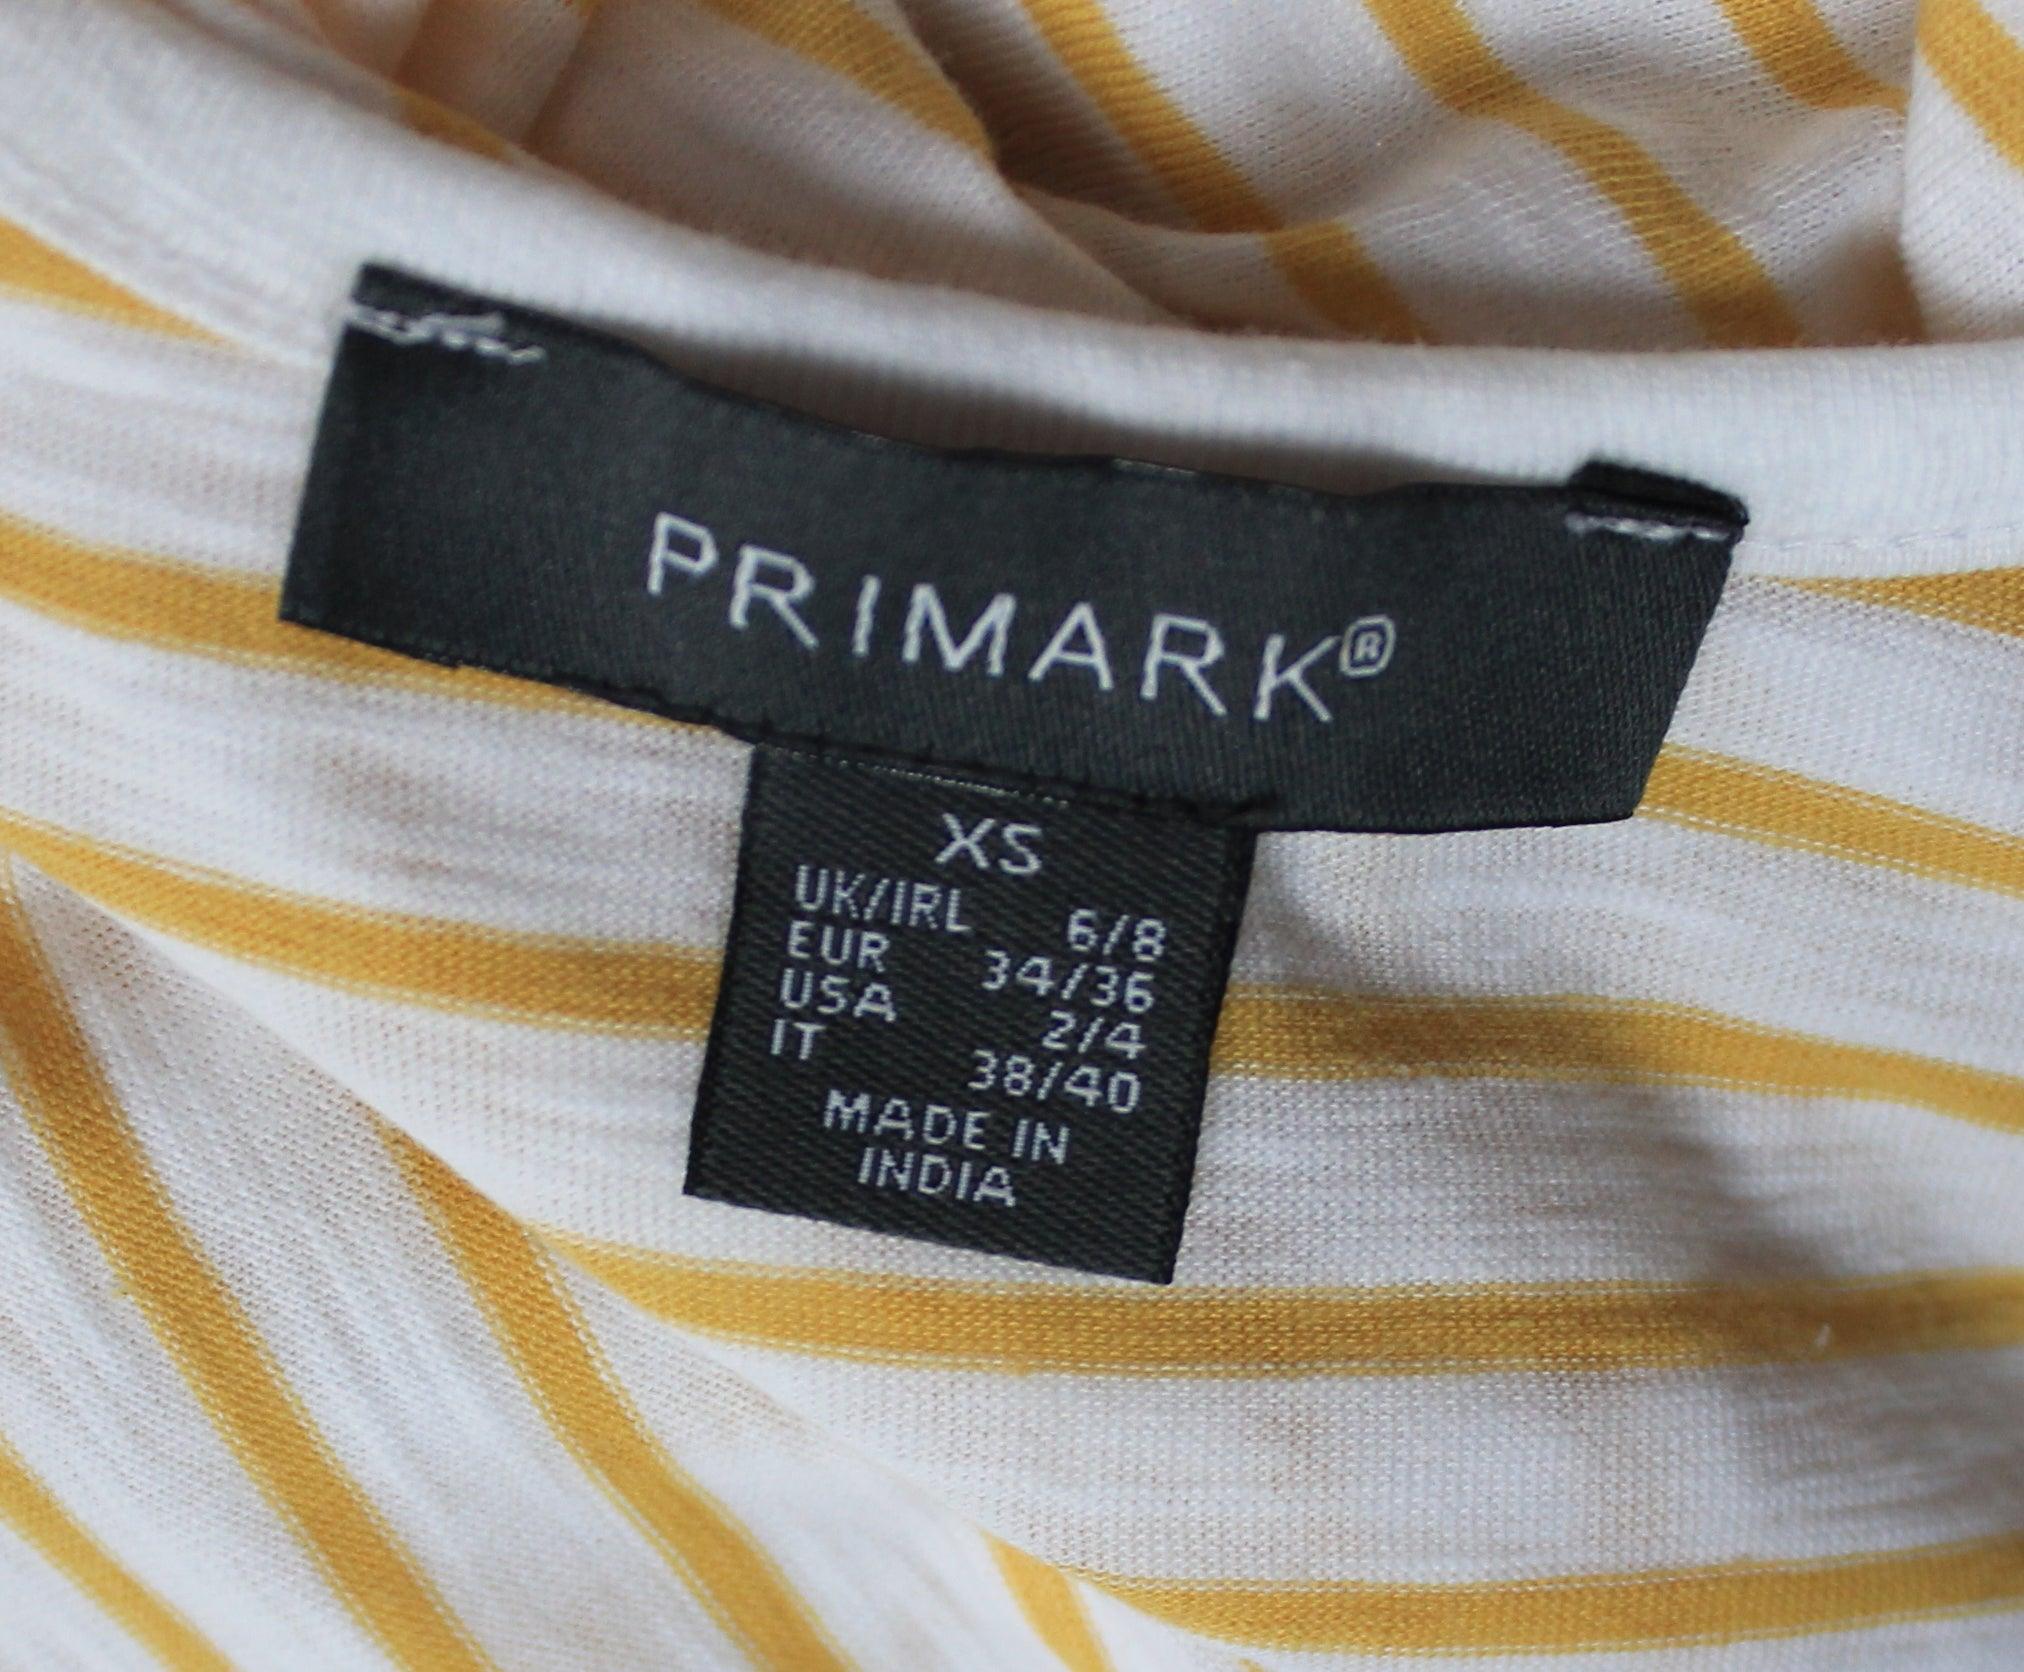 PRIMARK®
XS
UK/IRL 6/8
EUR 34/36
USA 2/4
IT 38/40
MADE IN
INDIA